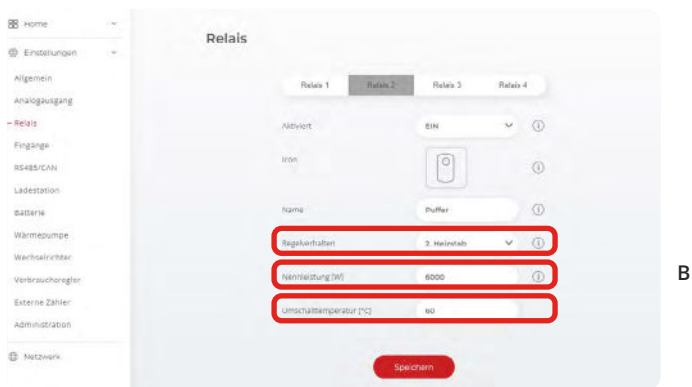 Home
Einstellungen
Allgemein
Analogausgang
Relais
Eingänge
RS485/CAN
Ladestation
Batterie
Wärmepumpe
Wechselrichter
Verbrauchsregler
Externe Zähler
Administration
Netzwerk
Relais
Relais 1 Relais 2 Relais 3 Relais 4
Aktiviert EIN
Icon
Name Puffer
Regelverhalten 2. Heizstab
Nennleistung [W] 6000
Umschalttemperatur [°C] 60
Speichern
B